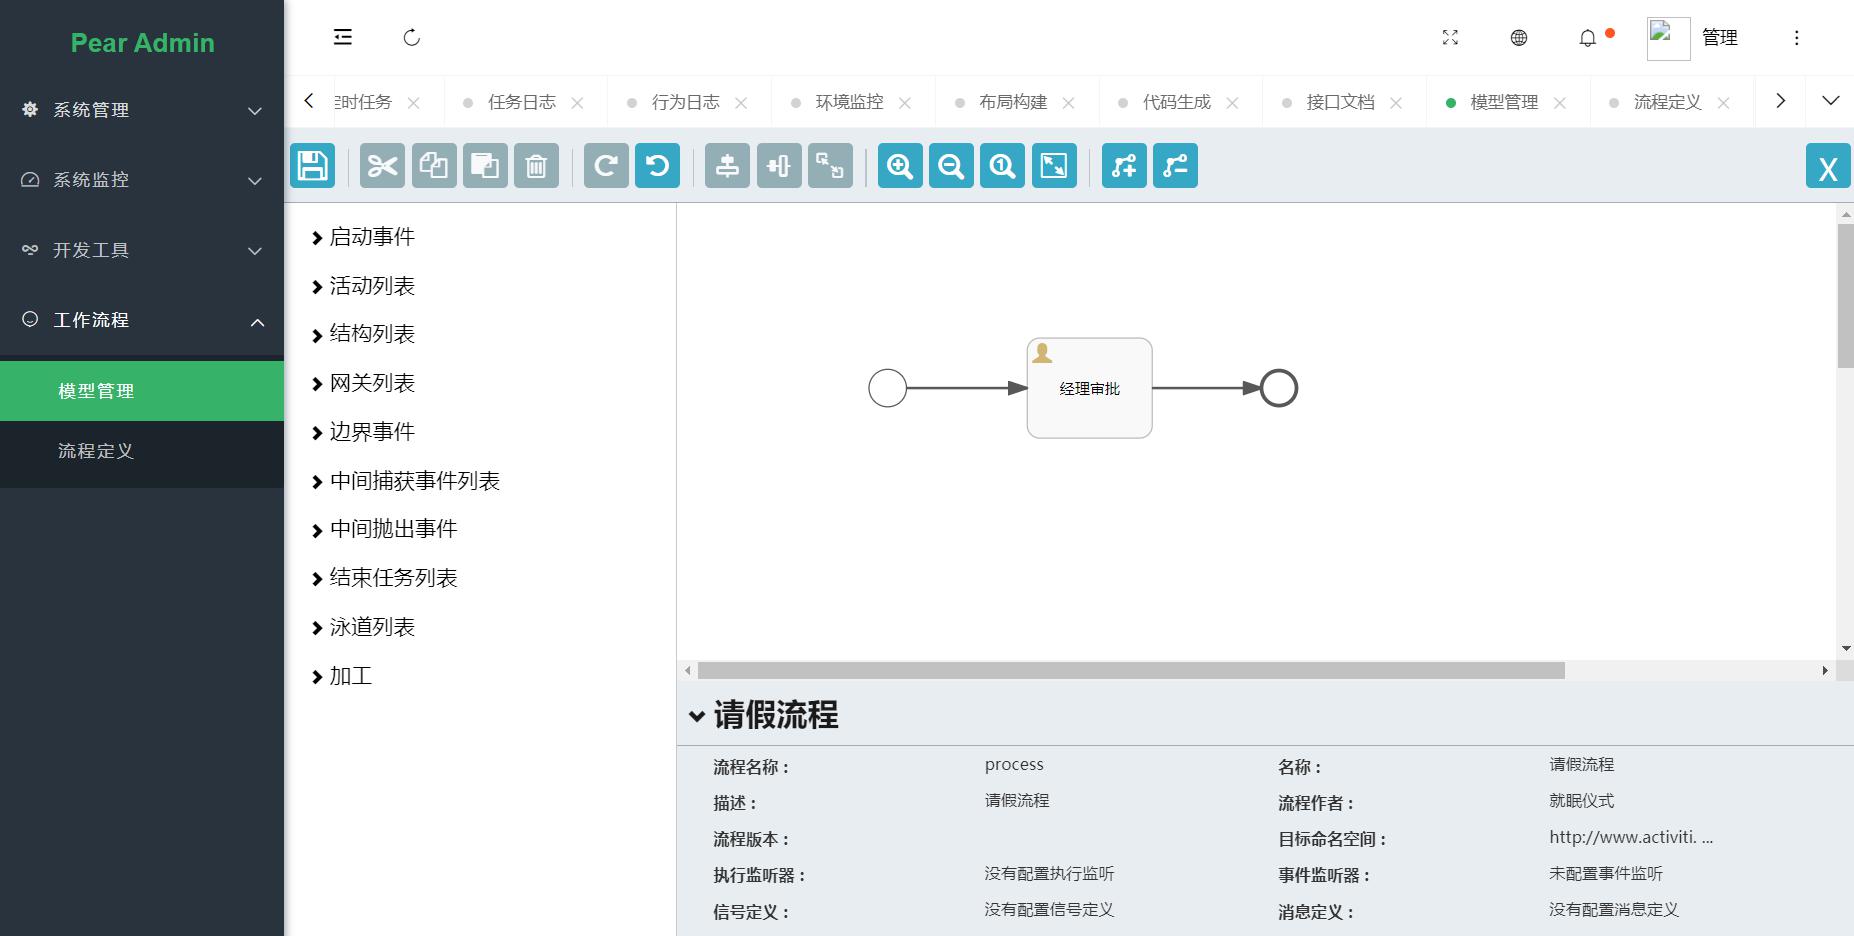 Pear Admin
系统管理
系统监控
开发工具
工作流程
模型管理
流程定义
管理
定时任务
任务日志
行为日志
环境监控
布局构建
代码生成
接口文档
模型管理
流程定义
1
X
启动事件
活动列表
结构列表
网关列表
边界事件
中间捕获事件列表
中间抛出事件
结束任务列表
泳道列表
加工
经理审批
请假流程
流程名称： process 名称： 请假流程
描述： 请假流程 流程作者： 就眠仪式
流程版本： 目标命名空间： http://www.activiti. ...
执行监听器： 没有配置执行监听 事件监听器： 未配置事件监听
信号定义： 没有配置信号定义 消息定义： 没有配置消息定义